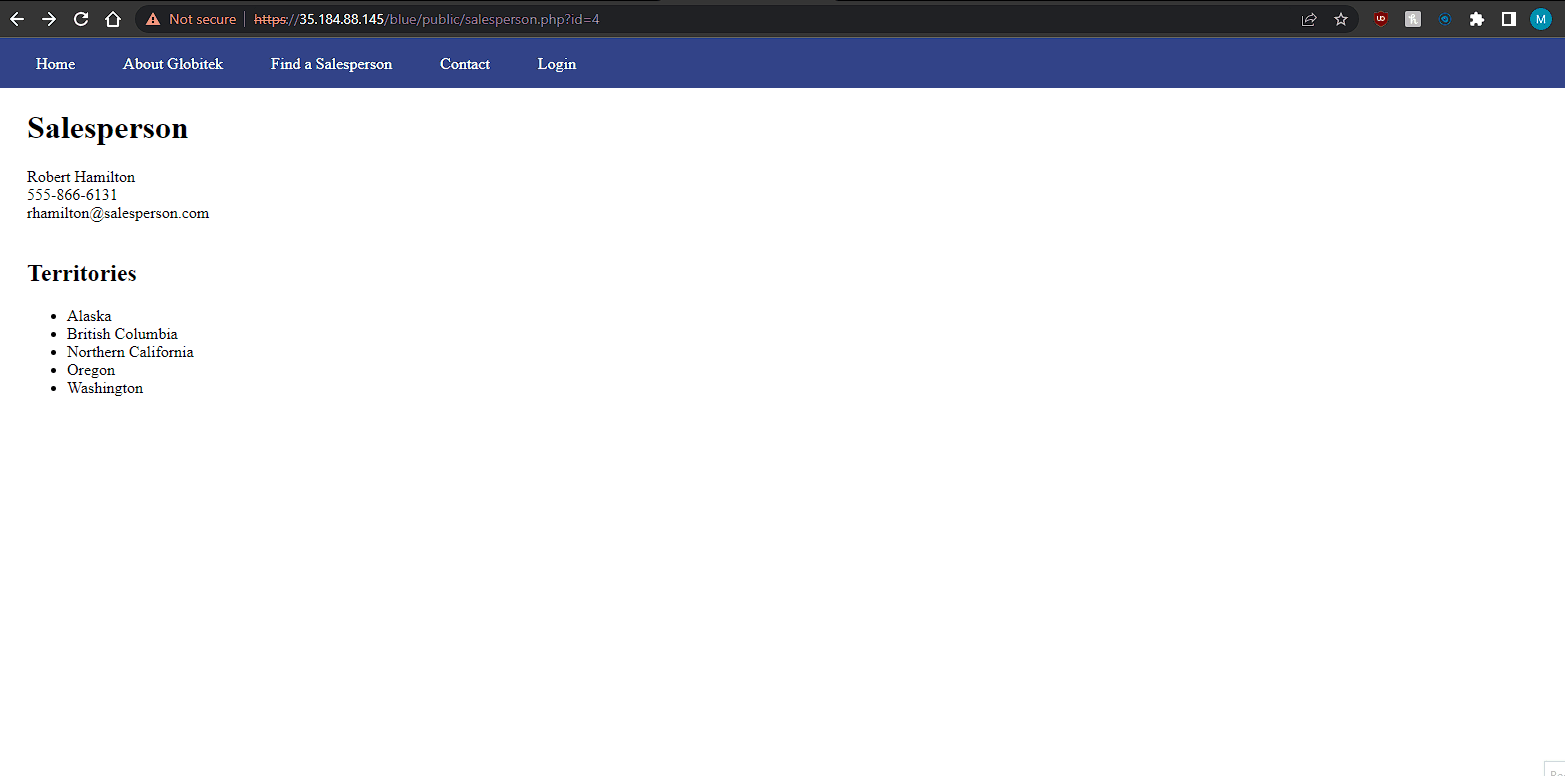 Not secure https://35.184.88.145/blue/public/salesperson.php?id=4 M
Home About Globitek Find a Salesperson Contact Login
Salesperson
Robert Hamilton
555-866-6131
rhamilton@salesperson.com
Territories
Alaska
British Columbia
Northern California
Oregon
Washington